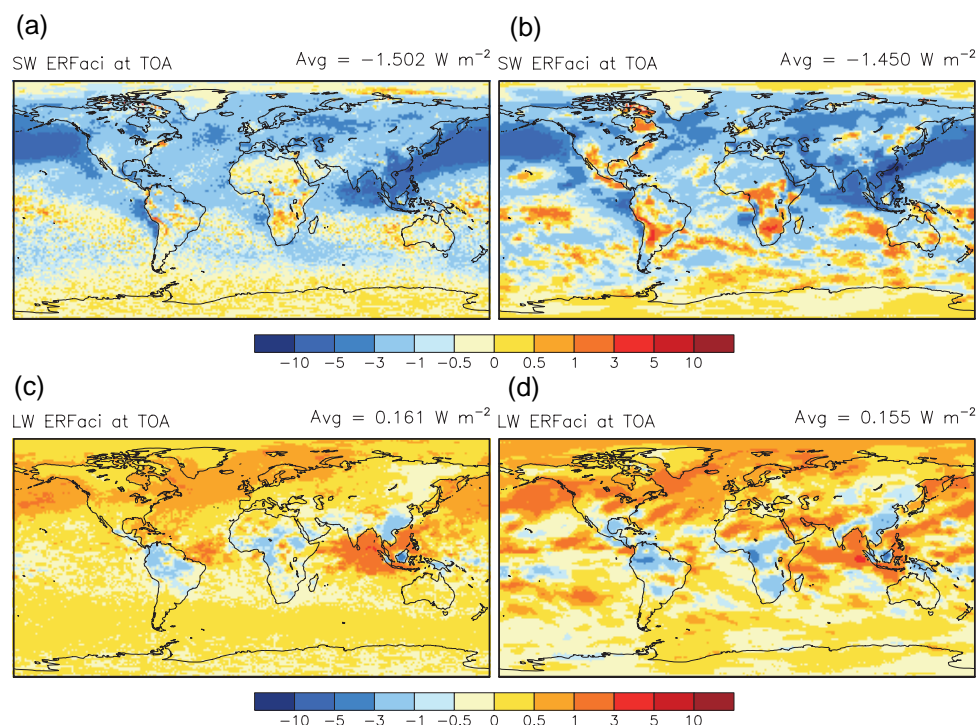 (a)
(b)
SW ERFaci at TOA Avg = −1.502 W m−2
SW ERFaci at TOA Avg = −1.450 W m−2
−10 −5 −3 −1 −0.5 0 0.5 1 3 5 10
(c)
(d)
LW ERFaci at TOA Avg = 0.161 W m−2
LW ERFaci at TOA Avg = 0.155 W m−2
−10 −5 −3 −1 −0.5 0 0.5 1 3 5 10